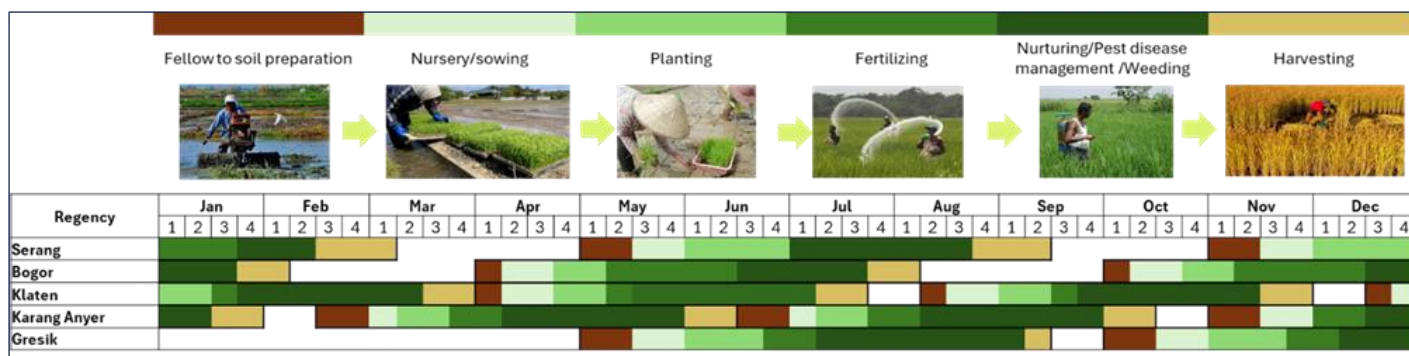 Fellow to soil preparation
Nursery/sowing
Planting
Fertilizing
Nurturing/Pest disease
management /Weeding
Harvesting
Regency Jan Feb Mar Apr May Jun Jul Aug Sep Oct Nov Dec
1 2 3 4 1 2 3 4 1 2 3 4 1 2 3 4 1 2 3 4 1 2 3 4 1 2 3 4 1 2 3 4 1 2 3 4 1 2 3 4 1 2 3 4 1 2 3 4
Serang
Bogor
Klaten
Karang Anyer
Gresik